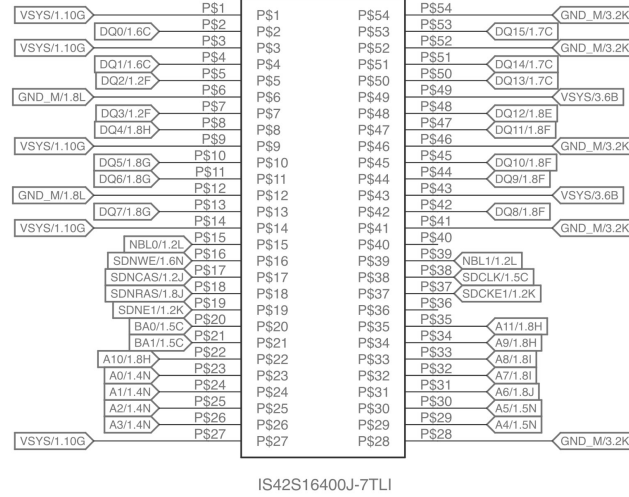 VSYS/1.10G P$1 P$1 P$54 P$54 GND_M/3.2K
DQ0/1.6C P$2 P$2 P$53 P$53 DQ15/1.7C
VSYS/1.10G P$3 P$3 P$52 P$52 GND_M/3.2K
DQ1/1.6C P$4 P$4 P$51 P$51 DQ14/1.7C
DQ2/1.2F P$5 P$5 P$50 P$50 DQ13/1.7C
GND_M/1.8L P$6 P$6 P$49 P$49 VSYS/3.6B
DQ3/1.2F P$7 P$7 P$48 P$48 DQ12/1.8E
DQ4/1.8H P$8 P$8 P$47 P$47 DQ11/1.8F
VSYS/1.10G P$9 P$9 P$46 P$46 GND_M/3.2K
DQ5/1.8G P$10 P$10 P$45 P$45 DQ10/1.8F
DQ6/1.8G P$11 P$11 P$44 P$44 DQ9/1.8F
GND_M/1.8L P$12 P$12 P$43 P$43 VSYS/3.6B
DQ7/1.8G P$13 P$13 P$42 P$42 DQ8/1.8F
VSYS/1.10G P$14 P$14 P$41 P$41 GND_M/3.2K
NBL0/1.2L P$15 P$15 P$40 P$40
SDNWE/1.6N P$16 P$16 P$39 P$39 NBL1/1.2L
SDNCAS/1.2J P$17 P$17 P$38 P$38 SDCLK/1.5C
SDNRAS/1.8J P$18 P$18 P$37 P$37 SDCKE1/1.2K
SDNE1/1.2K P$19 P$19 P$36 P$36
BA0/1.5C P$20 P$20 P$35 P$35 A11/1.8H
BA1/1.5C P$21 P$21 P$34 P$34 A9/1.8H
A10/1.8H P$22 P$22 P$33 P$33 A8/1.8I
A0/1.4N P$23 P$23 P$32 P$32 A7/1.8I
A1/1.4N P$24 P$24 P$31 P$31 A6/1.8J
A2/1.4N P$25 P$25 P$30 P$30 A5/1.5N
A3/1.4N P$26 P$26 P$29 P$29 A4/1.5N
VSYS/1.10G P$27 P$27 P$28 P$28 GND_M/3.2K
IS42S16400J-7TLI